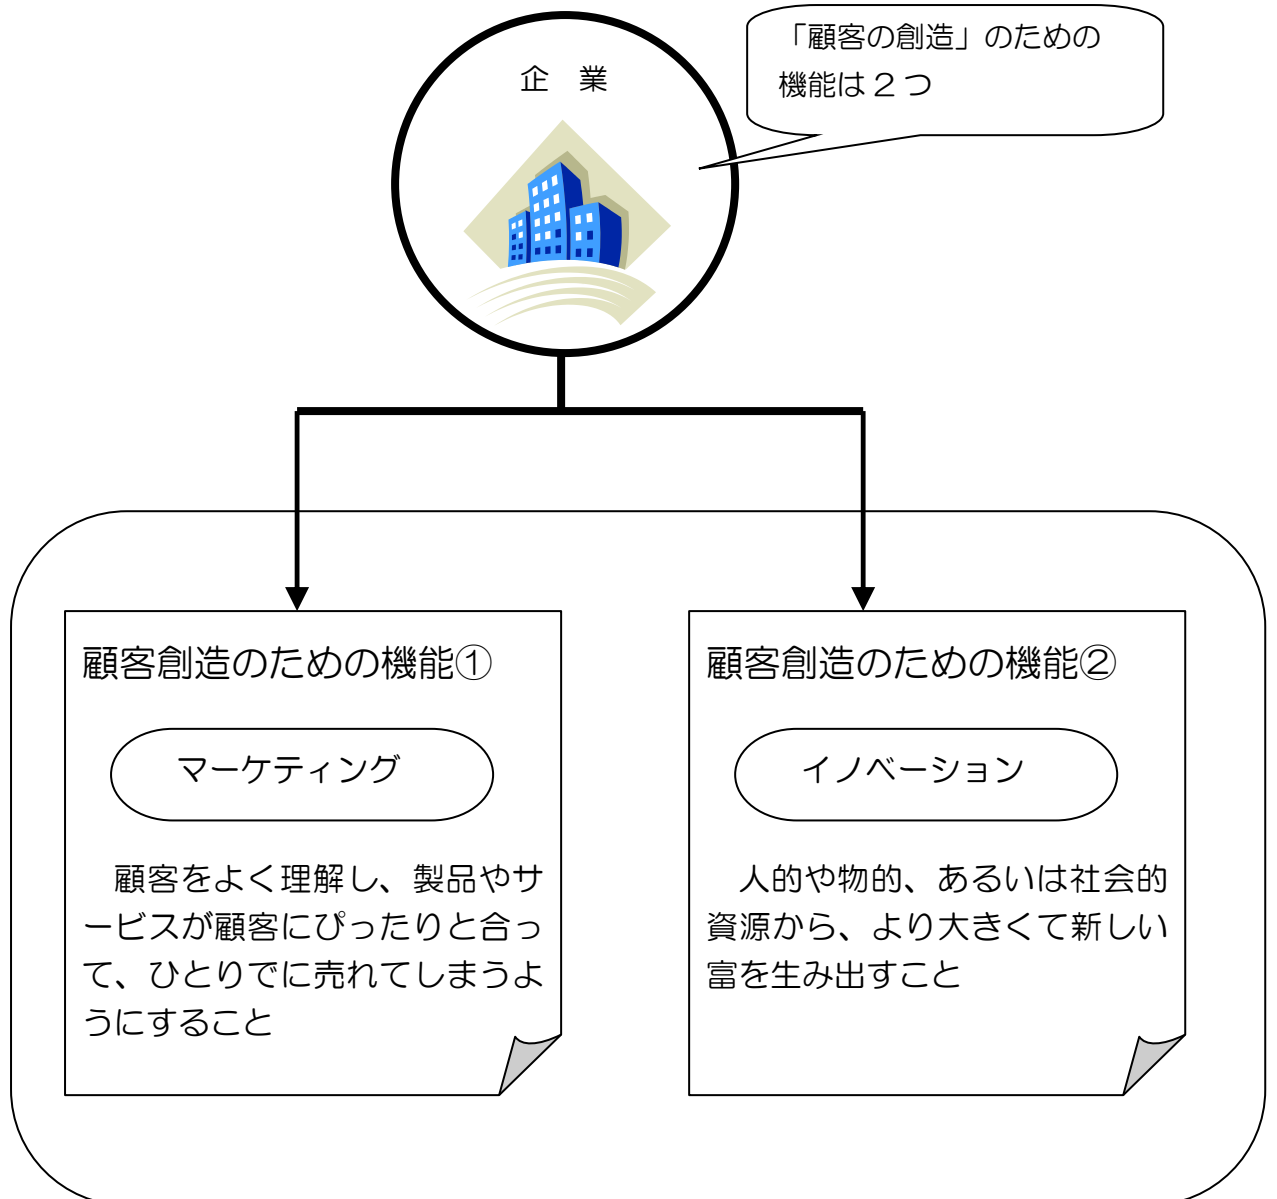 企　業
「顧客の創造」のための
機能は２つ
顧客創造のための機能①
マーケティング
　顧客をよく理解し、製品やサ
ービスが顧客にぴったりと合っ
て、ひとりでに売れてしまうよ
うにすること
顧客創造のための機能②
イノベーション
　人的や物的、あるいは社会的
資源から、より大きくて新しい
富を生み出すこと